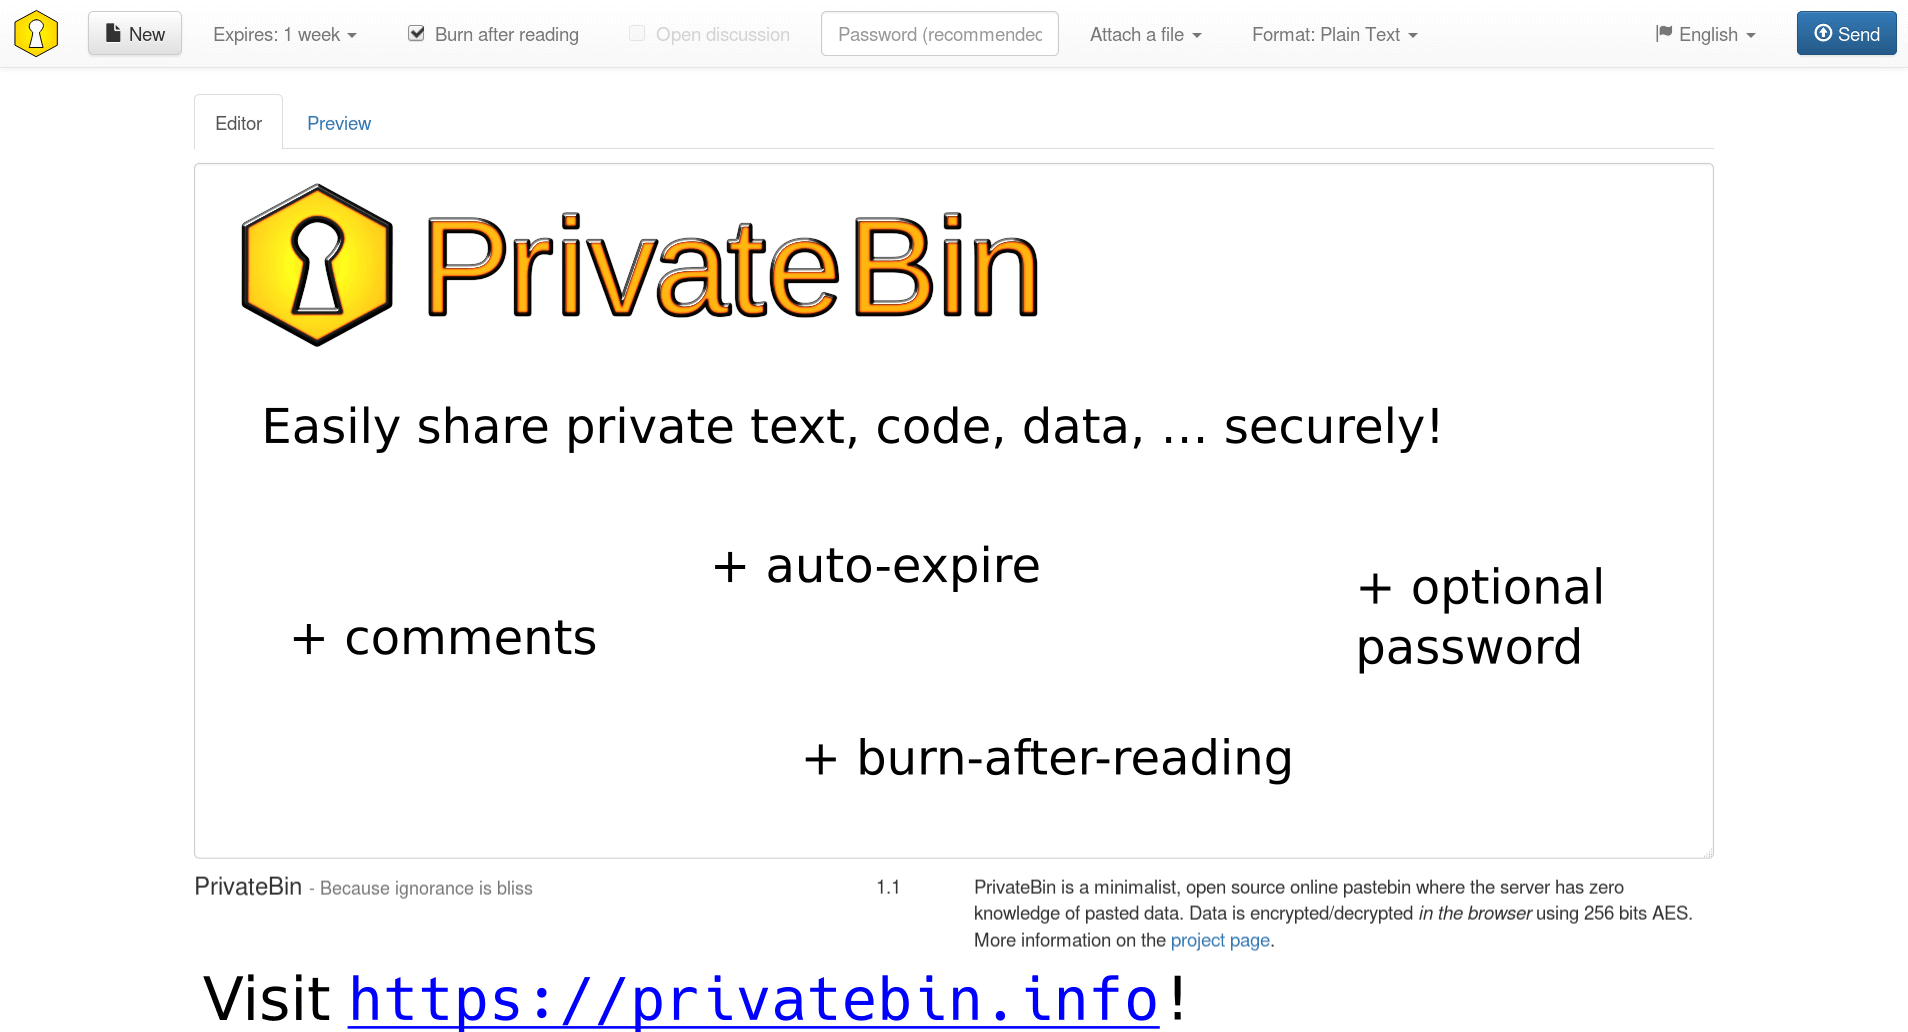 New Expires: 1 week Burn after reading Open discussion Password (recommended Attach a file Format: Plain Text English Send
Editor Preview
PrivateBin
Easily share private text, code, data, ... securely!
+ auto-expire
+ optional
password
+ comments
+ burn-after-reading
PrivateBin - Because ignorance is bliss
1.1
PrivateBin is a minimalist, open source online pastebin where the server has zero
knowledge of pasted data. Data is encrypted/decrypted in the browser using 256 bits AES.
More information on the project page.
Visit https://privatebin.info!